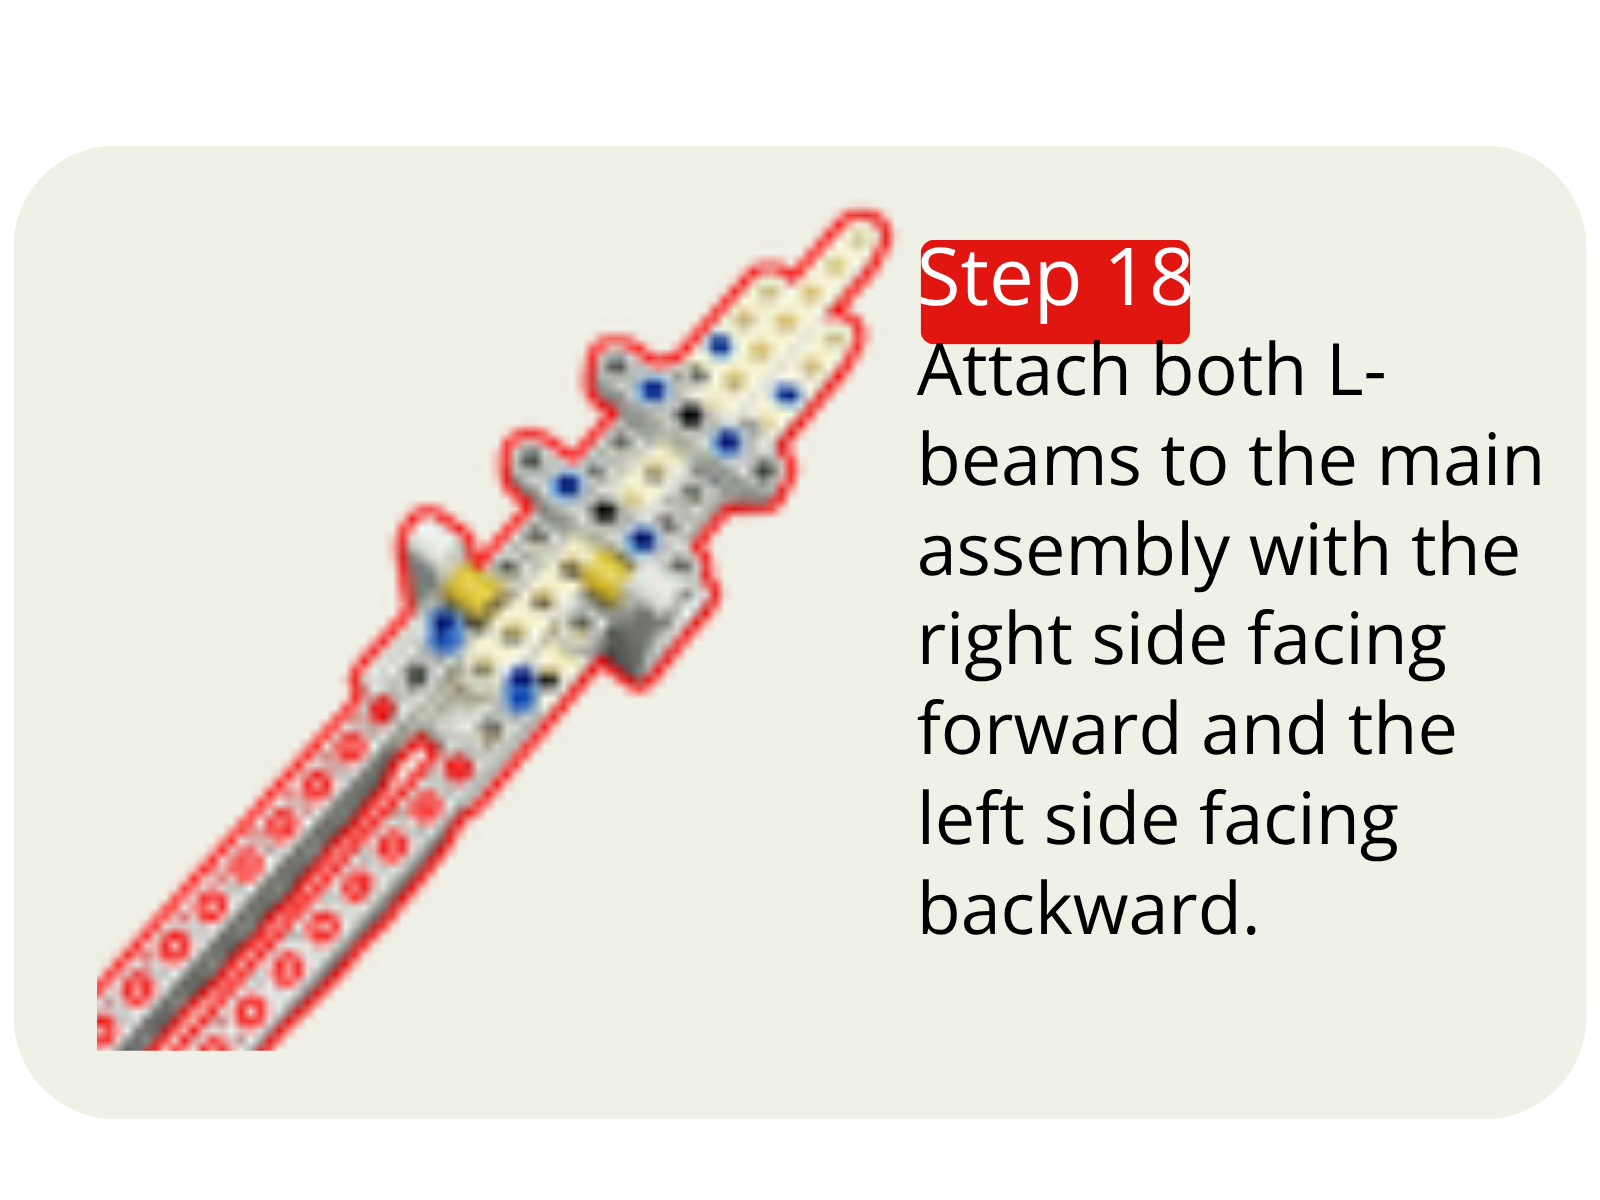 Step 18
Attach both L-
beams to the main
assembly with the
right side facing
forward and the
left side facing
backward.